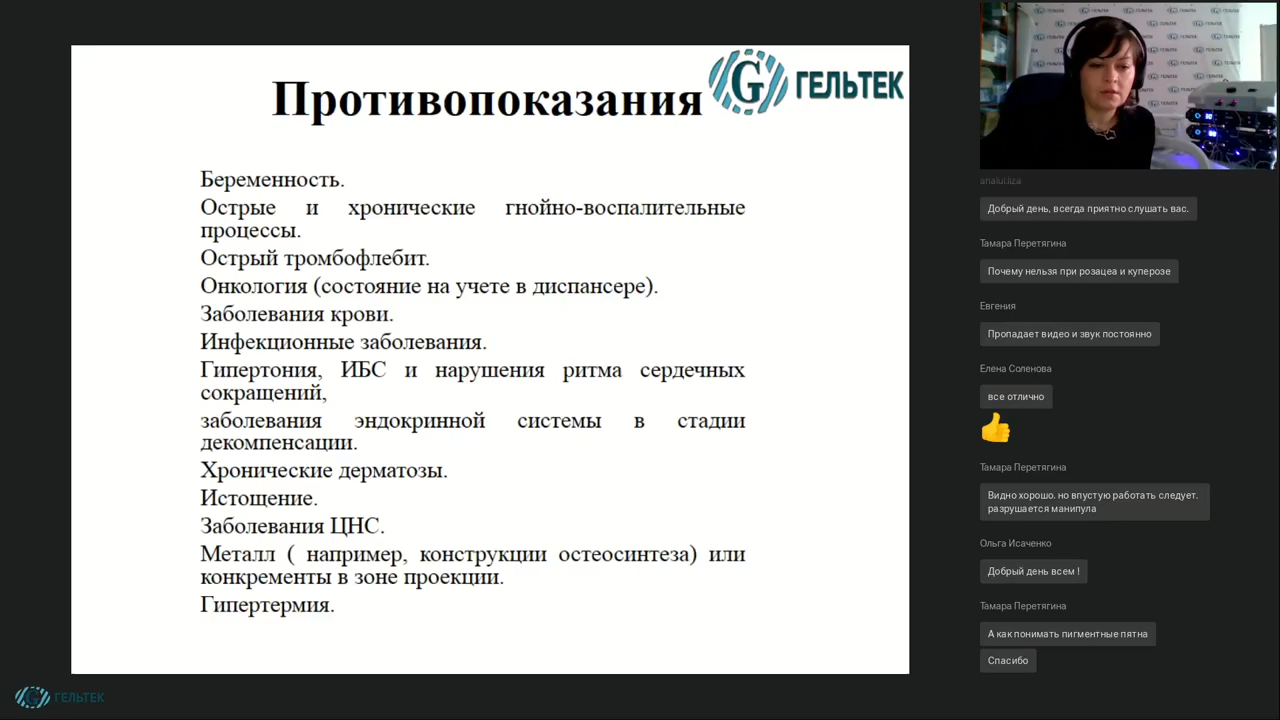 Противопоказания
G ГЕЛЬТЕК
Беременность.
Острые и хронические гнойно-воспалительные
процессы.
Острый тромбофлебит.
Онкология (состояние на учете в диспансере).
Заболевания крови.
Инфекционные заболевания.
Гипертония, ИБС и нарушения ритма сердечных
сокращений,
заболевания эндокринной системы в стадии
декомпенсации.
Хронические дерматозы.
Истощение.
Заболевания ЦНС.
Металл ( например, конструкции остеосинтеза) или
конкременты в зоне проекции.
Гипертермия.
G ГЕЛЬТЕК
Добрый день, всегда приятно слушать вас.
Тамара Перетягина
Почему нельзя при розацеа и куперозе
Евгения
Пропадает видео и звук постоянно
Елена Соленова
все отлично
Тамара Перетягина
Видно хорошо. но впустую работать следует.
разрушается манипула
Ольга Исаченко
Добрый день всем !
Тамара Перетягина
А как понимать пигментные пятна
Спасибо